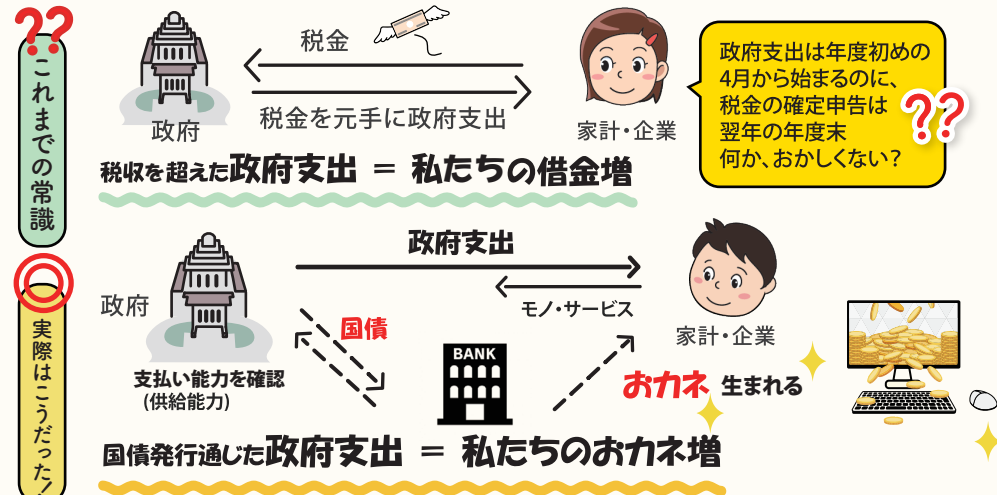 ??
これまでの常識
政府
税金
税金を元手に政府支出
家計・企業
政府支出は年度初めの
4月から始まるのに、
税金の確定申告は
翌年の年度末
何か、おかしくない？
??
税収を超えた政府支出 ＝ 私たちの借金増
実際はこうだった！
政府
政府支出
モノ・サービス
家計・企業
国債
支払い能力を確認
(供給能力)
BANK
おカネ 生まれる
国債発行通じた政府支出 ＝ 私たちのおカネ増